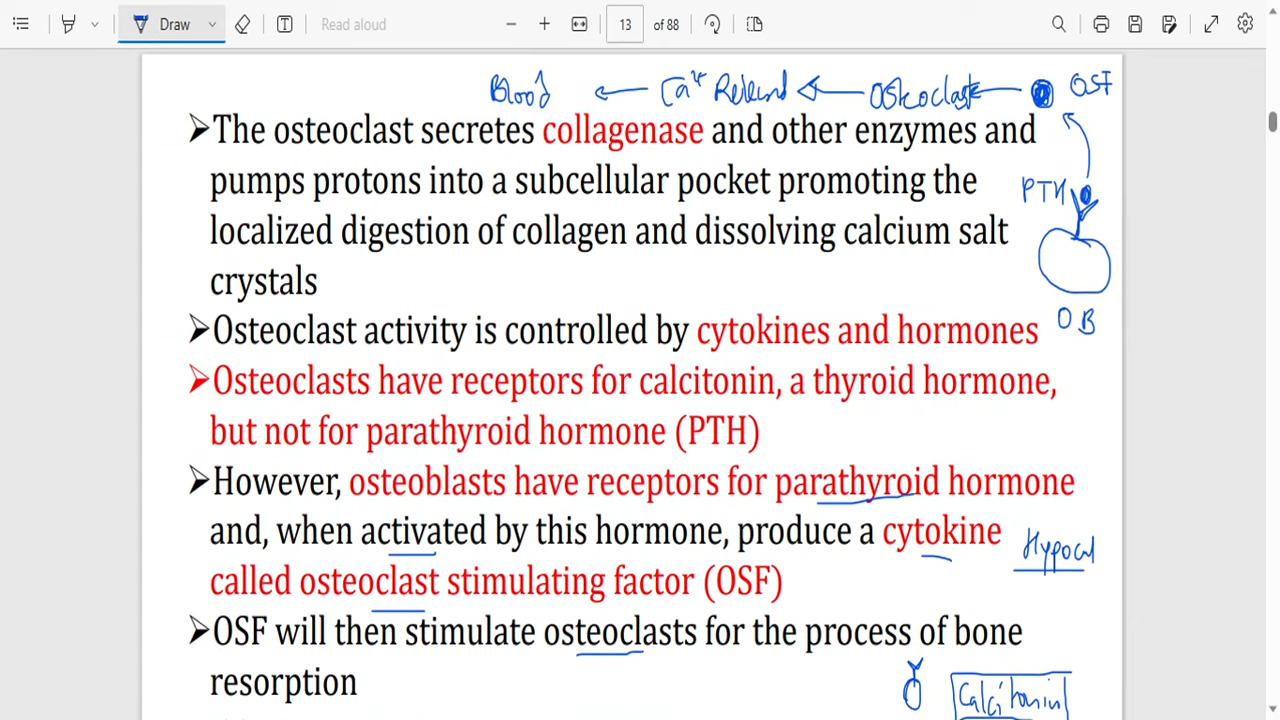 Draw
Read aloud
13 of 88
Blood ← Ca++ Released ← Osteoclast ← OSF
➢The osteoclast secretes collagenase and other enzymes and
pumps protons into a subcellular pocket promoting the
PTH
localized digestion of collagen and dissolving calcium salt
crystals
OB
➢Osteoclast activity is controlled by cytokines and hormones
➢Osteoclasts have receptors for calcitonin, a thyroid hormone,
but not for parathyroid hormone (PTH)
➢However, osteoblasts have receptors for parathyroid hormone
and, when activated by this hormone, produce a cytokine
Hypocal
called osteoclast stimulating factor (OSF)
➢OSF will then stimulate osteoclasts for the process of bone
resorption
Calcitonin